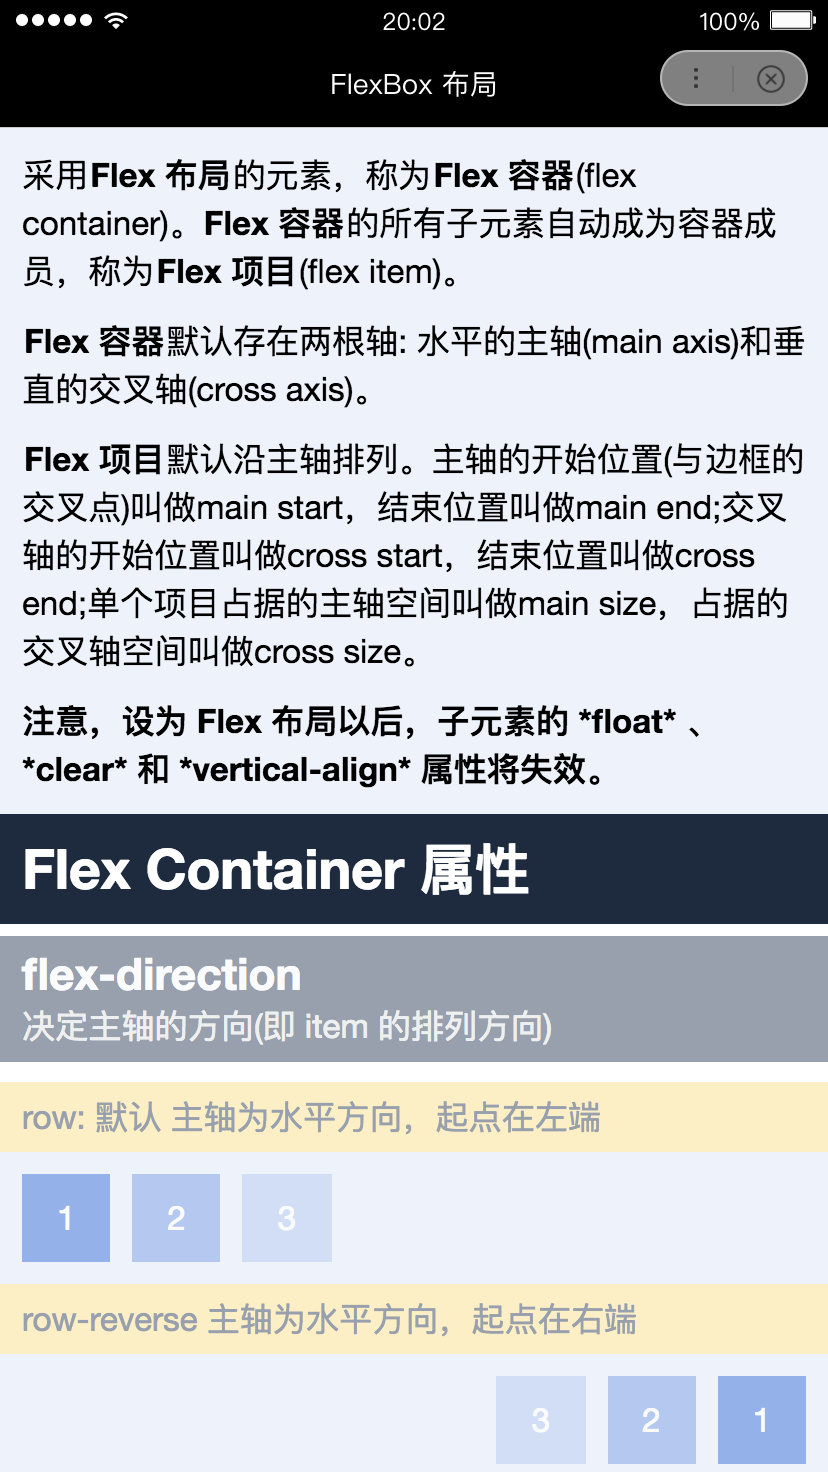 20:02
100%
FlexBox 布局
采用Flex 布局的元素，称为Flex 容器(flex
container)。Flex 容器的所有子元素自动成为容器成
员，称为Flex 项目(flex item)。
Flex 容器默认存在两根轴: 水平的主轴(main axis)和垂
直的交叉轴(cross axis)。
Flex 项目默认沿主轴排列。主轴的开始位置(与边框的
交叉点)叫做main start，结束位置叫做main end;交叉
轴的开始位置叫做cross start，结束位置叫做cross
end;单个项目占据的主轴空间叫做main size，占据的
交叉轴空间叫做cross size。
注意，设为 Flex 布局以后，子元素的 *float* 、
*clear* 和 *vertical-align* 属性将失效。
Flex Container 属性
flex-direction
决定主轴的方向(即 item 的排列方向)
row: 默认 主轴为水平方向，起点在左端
1 2 3
row-reverse 主轴为水平方向，起点在右端
3 2 1